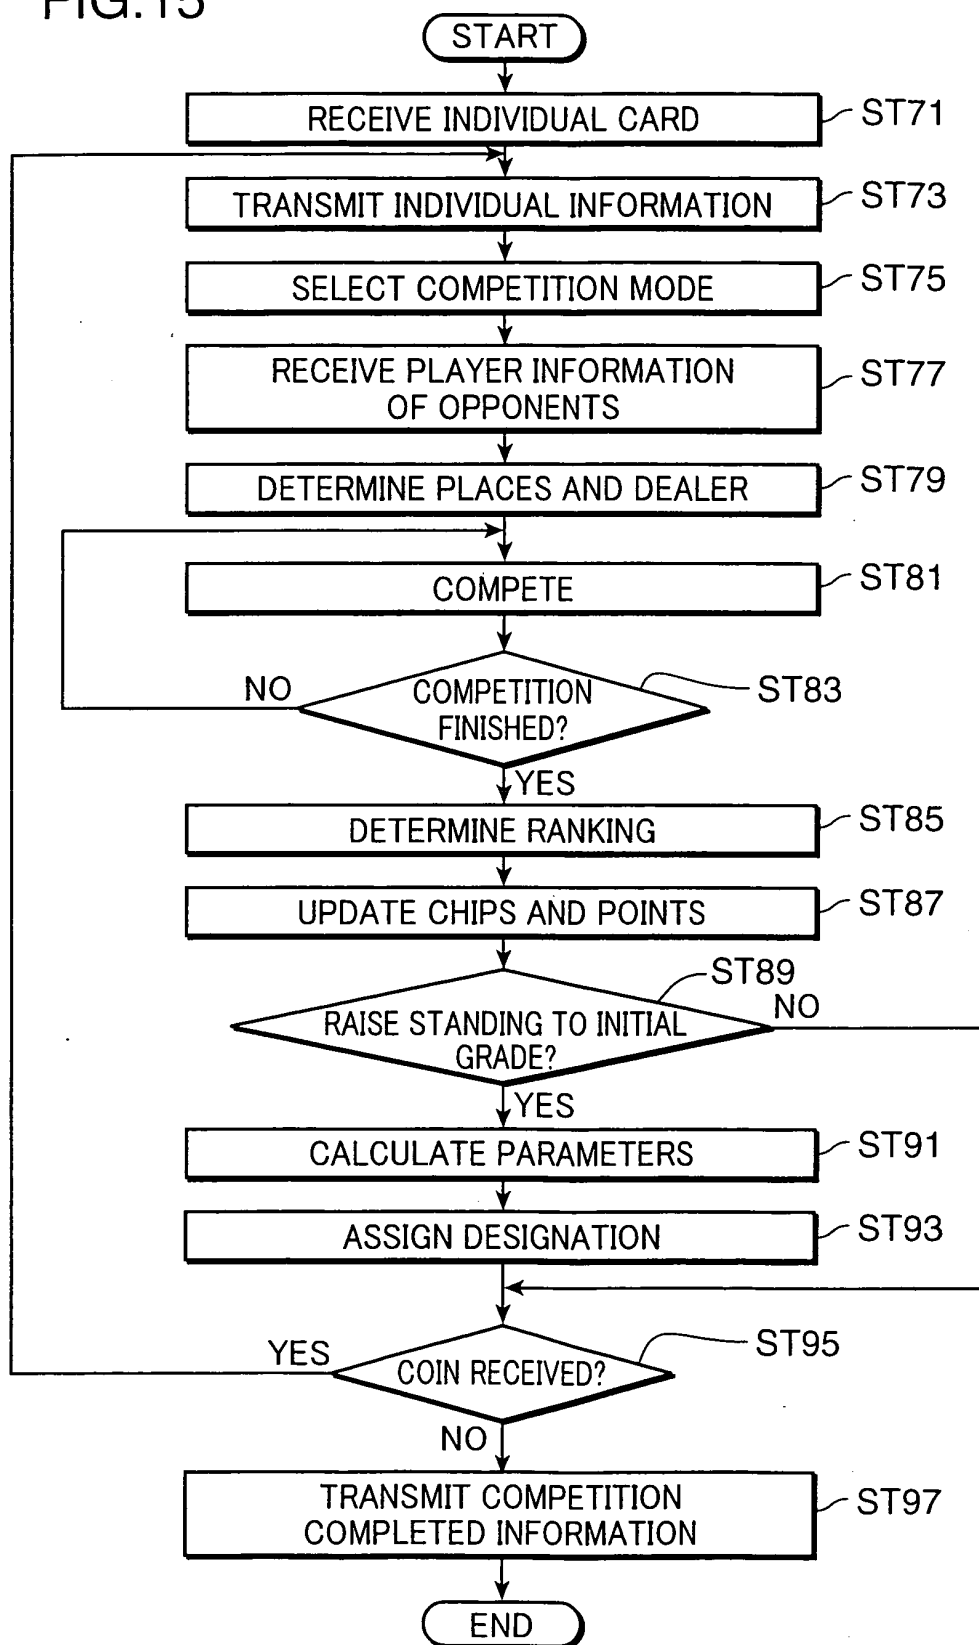 FIG.15
START
RECEIVE INDIVIDUAL CARD
ST71
TRANSMIT INDIVIDUAL INFORMATION
ST73
SELECT COMPETITION MODE
ST75
RECEIVE PLAYER INFORMATION
OF OPPONENTS
ST77
DETERMINE PLACES AND DEALER
ST79
COMPETE
ST81
NO
COMPETITION
FINISHED?
ST83
YES
DETERMINE RANKING
ST85
UPDATE CHIPS AND POINTS
ST87
ST89
NO
RAISE STANDING TO INITIAL
GRADE?
YES
CALCULATE PARAMETERS
ST91
ASSIGN DESIGNATION
ST93
YES
COIN RECEIVED?
ST95
NO
TRANSMIT COMPETITION
COMPLETED INFORMATION
ST97
END